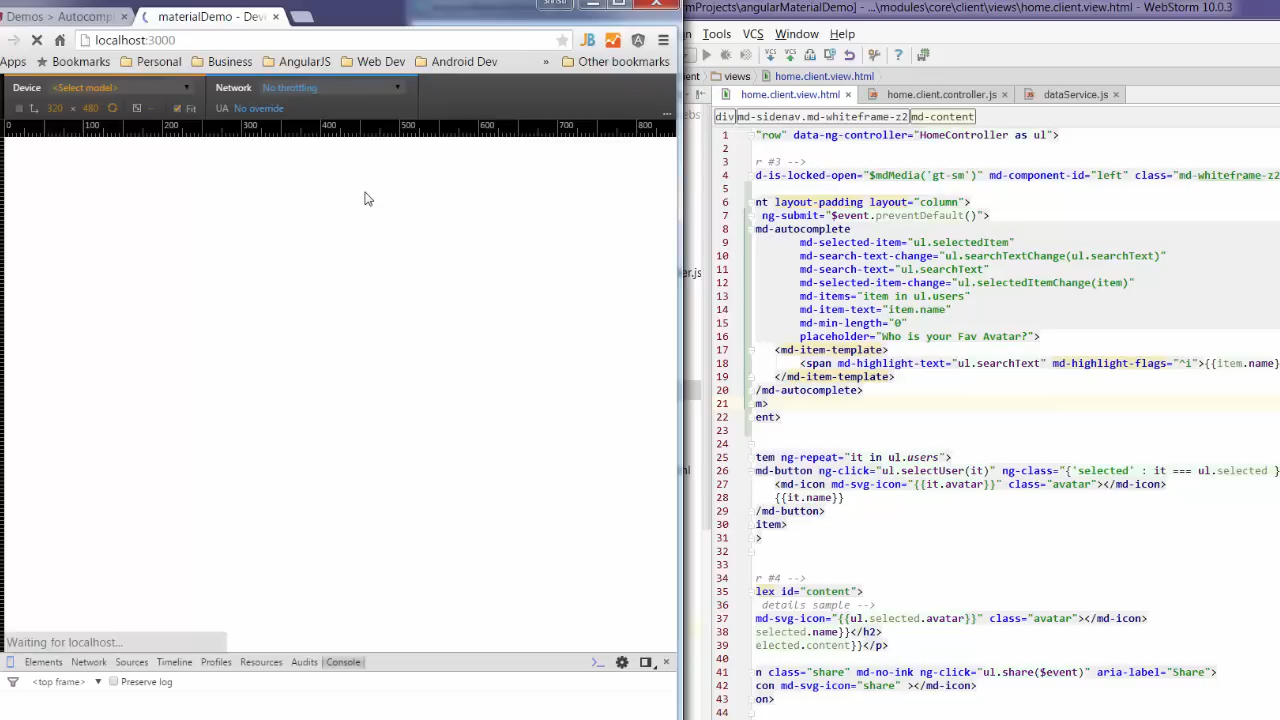 Demos > Autocomp
materialDemo - Dev
mProjects\angularMaterialDemo] - ...\modules\core\client\views\home.client.view.html - WebStorm 10.0.3
localhost:3000
Tools VCS Window Help
Apps Bookmarks Personal Business AngularJS Web Dev Android Dev » Other bookmarks
ent views home.client.view.html
Device <Select model> Network No throttling
home.client.view.html home.client.controller.js dataService.js
320 × 480 Fit UA No override
div md-sidenav.md-whiteframe-z2 md-content
0 100 200 300 400 500 600 700 800
1 "row" data-ng-controller="HomeController as ul">
2
3 r #3 -->
4 d-is-locked-open="$mdMedia('gt-sm')" md-component-id="left" class="md-whiteframe-z2
5
6 nt layout-padding layout="column">
7 ng-submit="$event.preventDefault()">
8 md-autocomplete
9 md-selected-item="ul.selectedItem"
10 md-search-text-change="ul.searchTextChange(ul.searchText)"
11 md-search-text="ul.searchText"
12 md-selected-item-change="ul.selectedItemChange(item)"
13 md-items="item in ul.users"
14 md-item-text="item.name"
15 md-min-length="0"
16 placeholder="Who is your Fav Avatar?">
17 <md-item-template>
18 <span md-highlight-text="ul.searchText" md-highlight-flags="^i">{{item.name}
19 </md-item-template>
20 /md-autocomplete>
21 m>
22 ent>
23
24
25 tem ng-repeat="it in ul.users">
26 md-button ng-click="ul.selectUser(it)" ng-class="{'selected' : it === ul.selected }
27 <md-icon md-svg-icon="{{it.avatar}}" class="avatar"></md-icon>
28 {{it.name}}
29 /md-button>
30 item>
31 >
32
33
34 r #4 -->
35 lex id="content">
36 details sample -->
37 md-svg-icon="{{ul.selected.avatar}}" class="avatar"></md-icon>
38 selected.name}}</h2>
39 elected.content}}</p>
40
41 n class="share" md-no-ink ng-click="ul.share($event)" aria-label="Share">
42 con md-svg-icon="share" ></md-icon>
43 on>
44
Waiting for localhost...
Elements Network Sources Timeline Profiles Resources Audits Console
<top frame> Preserve log